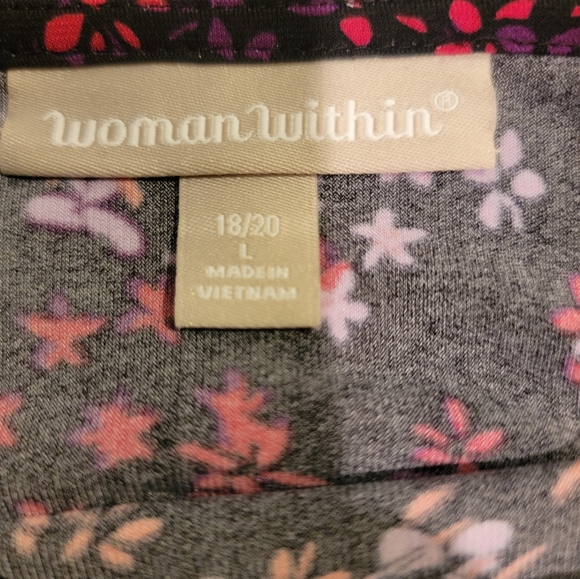 woman within®
18/20
L
MADE IN
VIETNAM